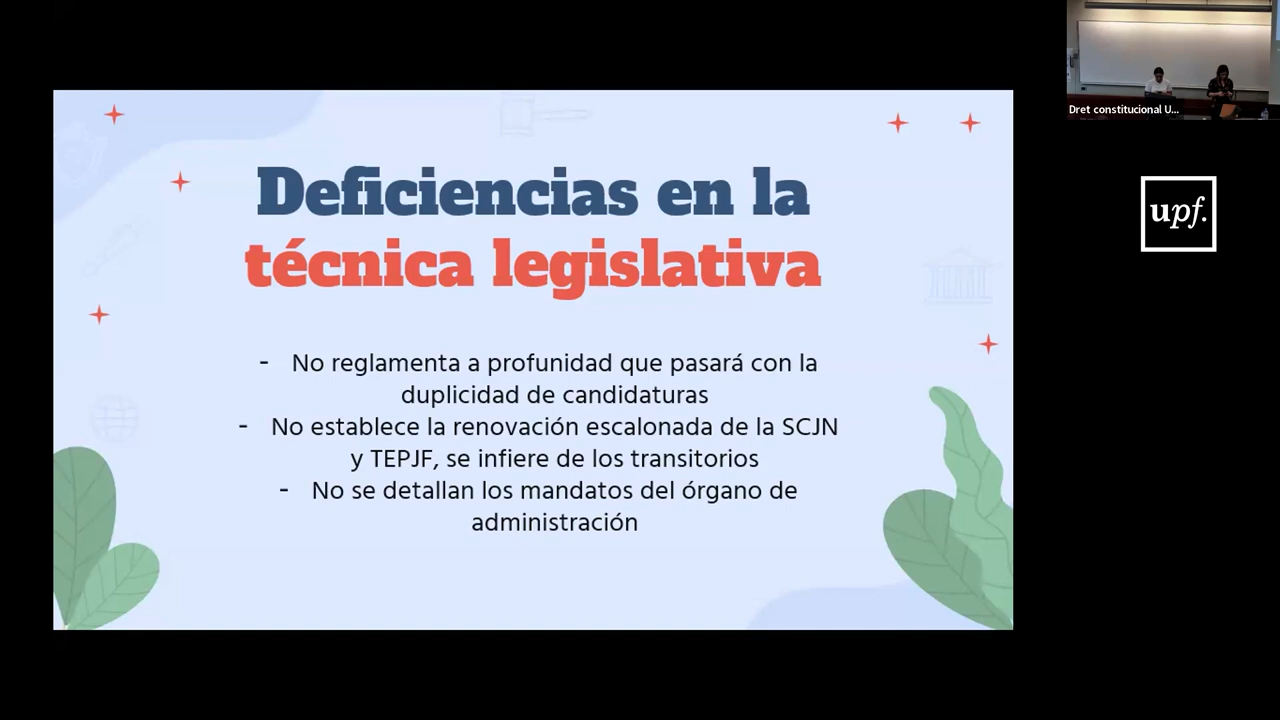 Dret constitucional U...
upf.
Deficiencias en la
técnica legislativa
- No reglamenta a profunidad que pasará con la
duplicidad de candidaturas
- No establece la renovación escalonada de la SCJN
y TEPJF, se infiere de los transitorios
- No se detallan los mandatos del órgano de
administración